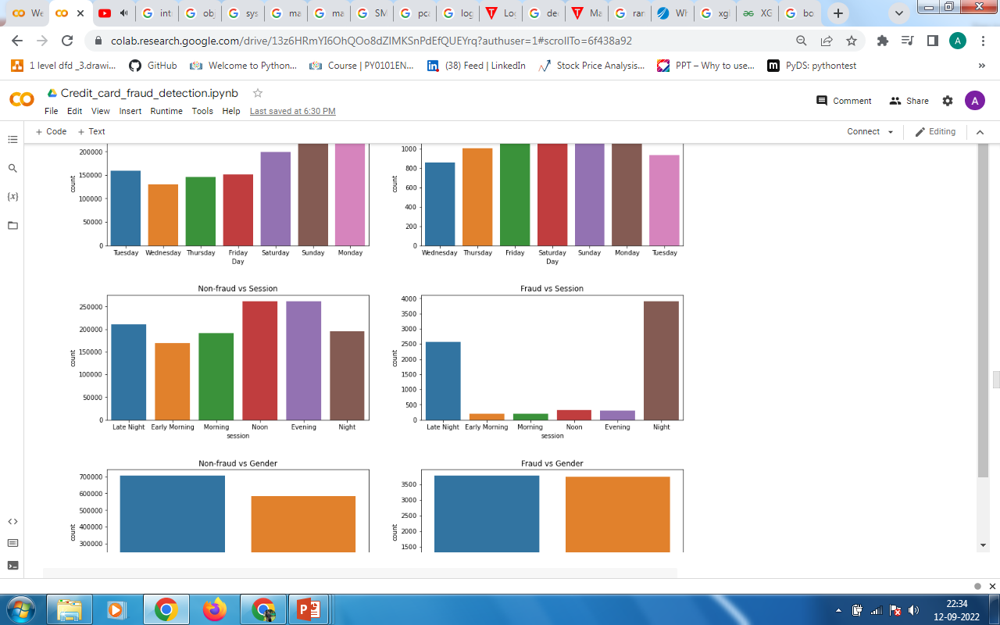 We
int
obj
sys
ma
ma
SM
pca
log
Log
de
Ma
rar
Wh
xgl
XG
bo
colab.research.google.com/drive/13z6HRmYI6OhQOo8dZIMKSnPdEfQUEYrq?authuser=1#scrollTo=6f438a92
A
1 level dfd _3.drawi...
GitHub
Welcome to Python...
Course | PY0101EN...
(38) Feed | LinkedIn
Stock Price Analysis...
PPT – Why to use...
PyDS: pythontest
»
Credit_card_fraud_detection.ipynb
Comment
Share
A
File Edit View Insert Runtime Tools Help Last saved at 6:30 PM
+ Code + Text
Connect
Editing
200000
150000
100000
50000
0
count
Tuesday Wednesday Thursday Friday Saturday Sunday Monday
Day
1000
800
600
400
200
0
count
Wednesday Thursday Friday Saturday Sunday Monday Tuesday
Day
Non-fraud vs Session
250000
200000
150000
100000
50000
0
count
Late Night Early Morning Morning Noon Evening Night
session
Fraud vs Session
4000
3500
3000
2500
2000
1500
1000
500
0
count
Late Night Early Morning Morning Noon Evening Night
session
Non-fraud vs Gender
700000
600000
500000
400000
300000
count
Fraud vs Gender
3500
3000
2500
2000
1500
count
22:34
12-09-2022